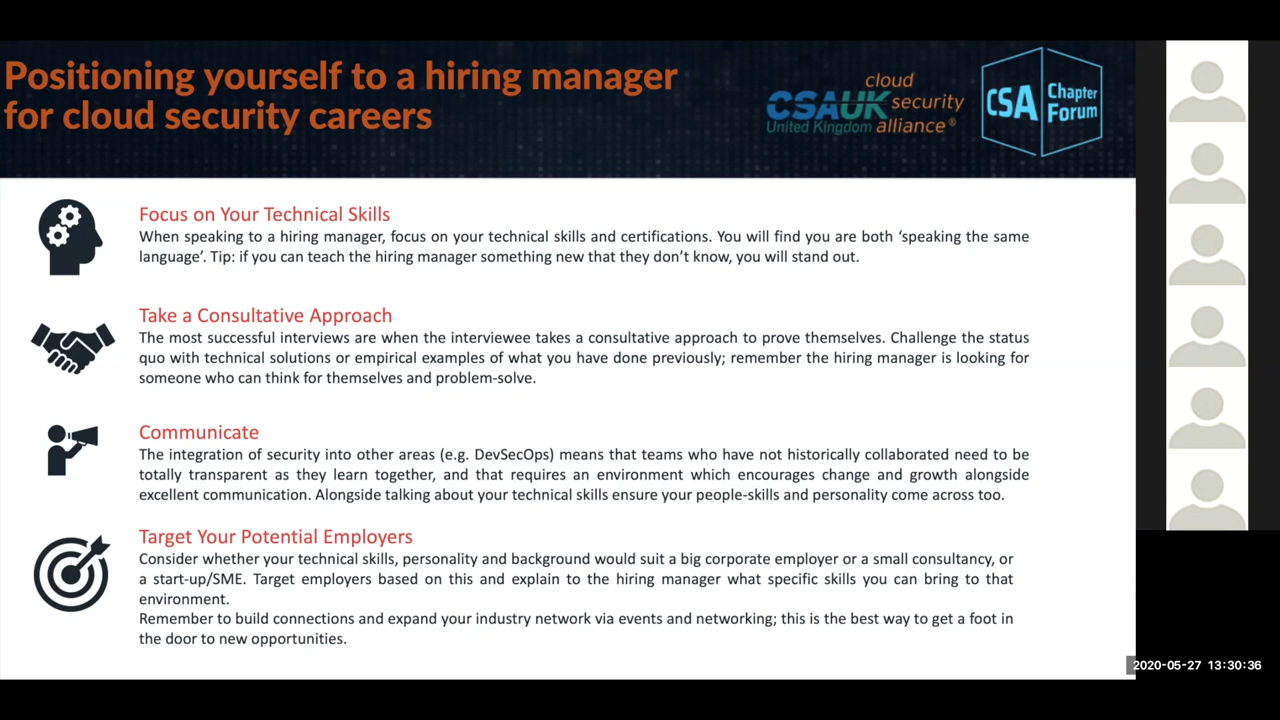 Positioning yourself to a hiring manager
for cloud security careers
cloud
CSAUK security
United Kingdom alliance®
CSA Chapter
Forum
Focus on Your Technical Skills
When speaking to a hiring manager, focus on your technical skills and certifications. You will find you are both ‘speaking the same
language’. Tip: if you can teach the hiring manager something new that they don’t know, you will stand out.
Take a Consultative Approach
The most successful interviews are when the interviewee takes a consultative approach to prove themselves. Challenge the status
quo with technical solutions or empirical examples of what you have done previously; remember the hiring manager is looking for
someone who can think for themselves and problem-solve.
Communicate
The integration of security into other areas (e.g. DevSecOps) means that teams who have not historically collaborated need to be
totally transparent as they learn together, and that requires an environment which encourages change and growth alongside
excellent communication. Alongside talking about your technical skills ensure your people-skills and personality come across too.
Target Your Potential Employers
Consider whether your technical skills, personality and background would suit a big corporate employer or a small consultancy, or
a start-up/SME. Target employers based on this and explain to the hiring manager what specific skills you can bring to that
environment.
Remember to build connections and expand your industry network via events and networking; this is the best way to get a foot in
the door to new opportunities.
2020-05-27 13:30:36